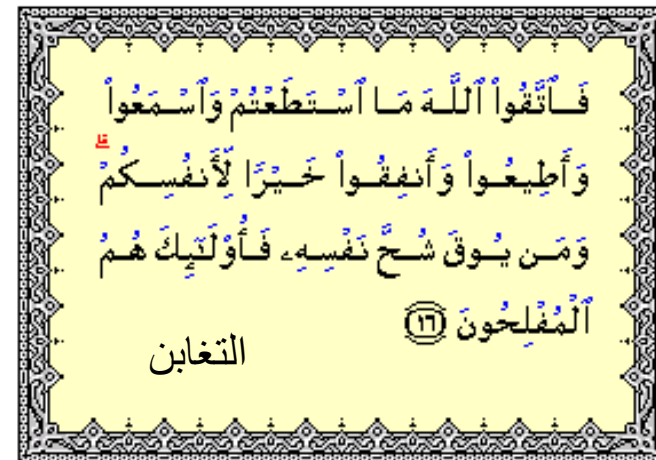 فَٱتَّقُوا۟ ٱللَّهَ مَا ٱسْتَطَعْتُمْ وَٱسْمَعُوا۟
وَأَطِيعُوا۟ وَأَنفِقُوا۟ خَيْرًا لِّأَنفُسِكُمْ ۗ
وَمَن يُوقَ شُحَّ نَفْسِهِۦ فَأُو۟لَٰٓئِكَ هُمُ
ٱلْمُفْلِحُونَ ﴿١٦﴾
التغابن